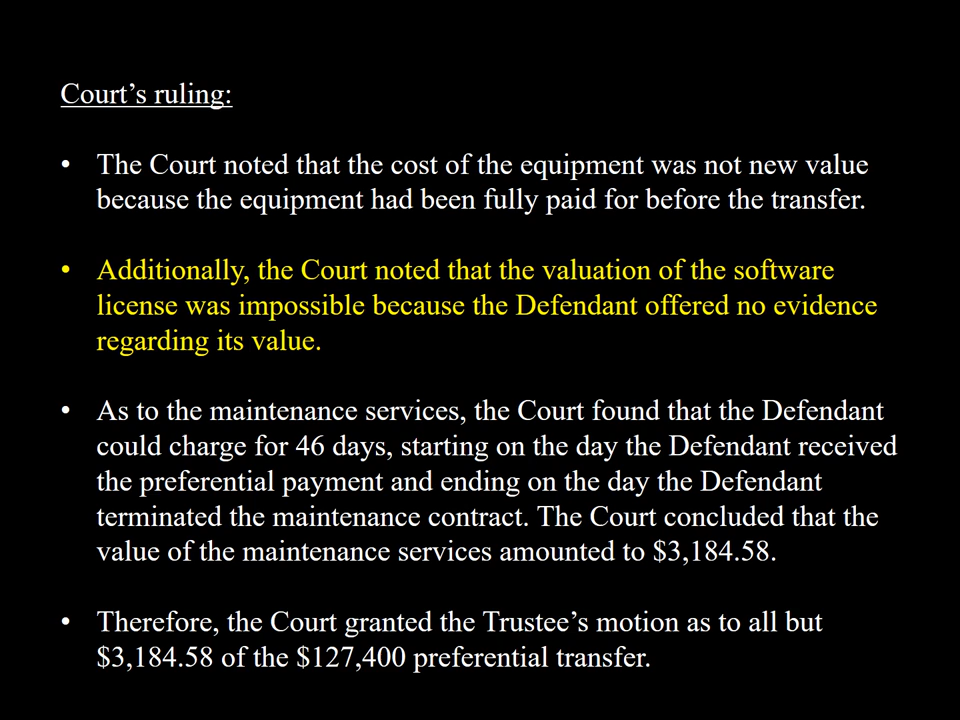 Court’s ruling:
• The Court noted that the cost of the equipment was not new value
because the equipment had been fully paid for before the transfer.
• Additionally, the Court noted that the valuation of the software
license was impossible because the Defendant offered no evidence
regarding its value.
• As to the maintenance services, the Court found that the Defendant
could charge for 46 days, starting on the day the Defendant received
the preferential payment and ending on the day the Defendant
terminated the maintenance contract. The Court concluded that the
value of the maintenance services amounted to $3,184.58.
• Therefore, the Court granted the Trustee’s motion as to all but
$3,184.58 of the $127,400 preferential transfer.